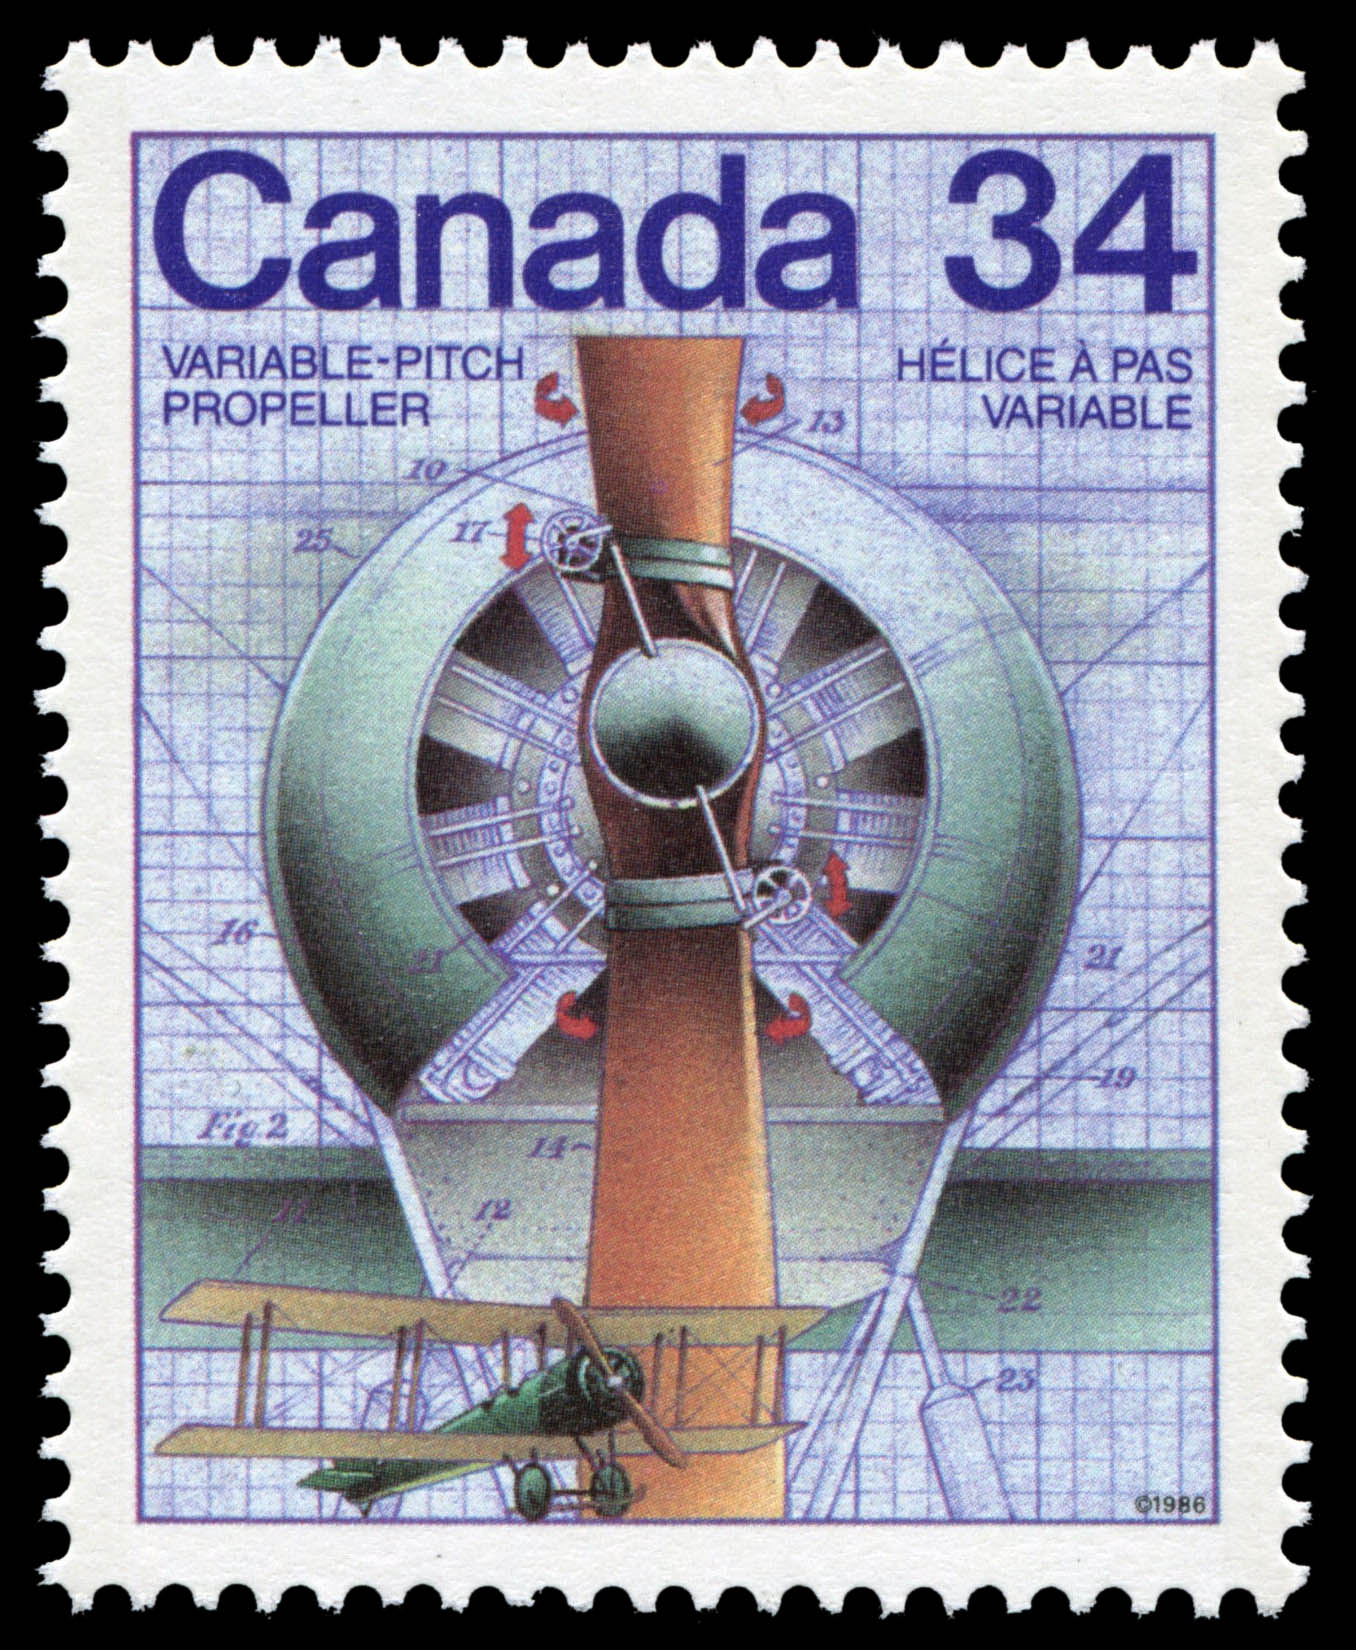 Canada 34
VARIABLE-PITCH
PROPELLER
HÉLICE À PAS
VARIABLE
13
10
17
25
16
21
21
19
Fig. 2
14
11
12
22
23
©1986